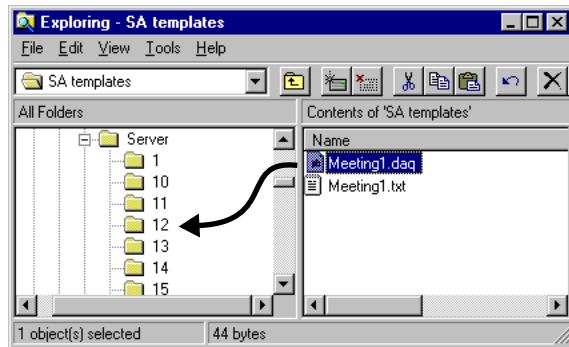 Exploring - SA templates
File Edit View Tools Help
SA templates
All Folders
Contents of 'SA templates'
Server
1
10
11
12
13
14
15
Name
Meeting1.daq
Meeting1.txt
1 object(s) selected
44 bytes